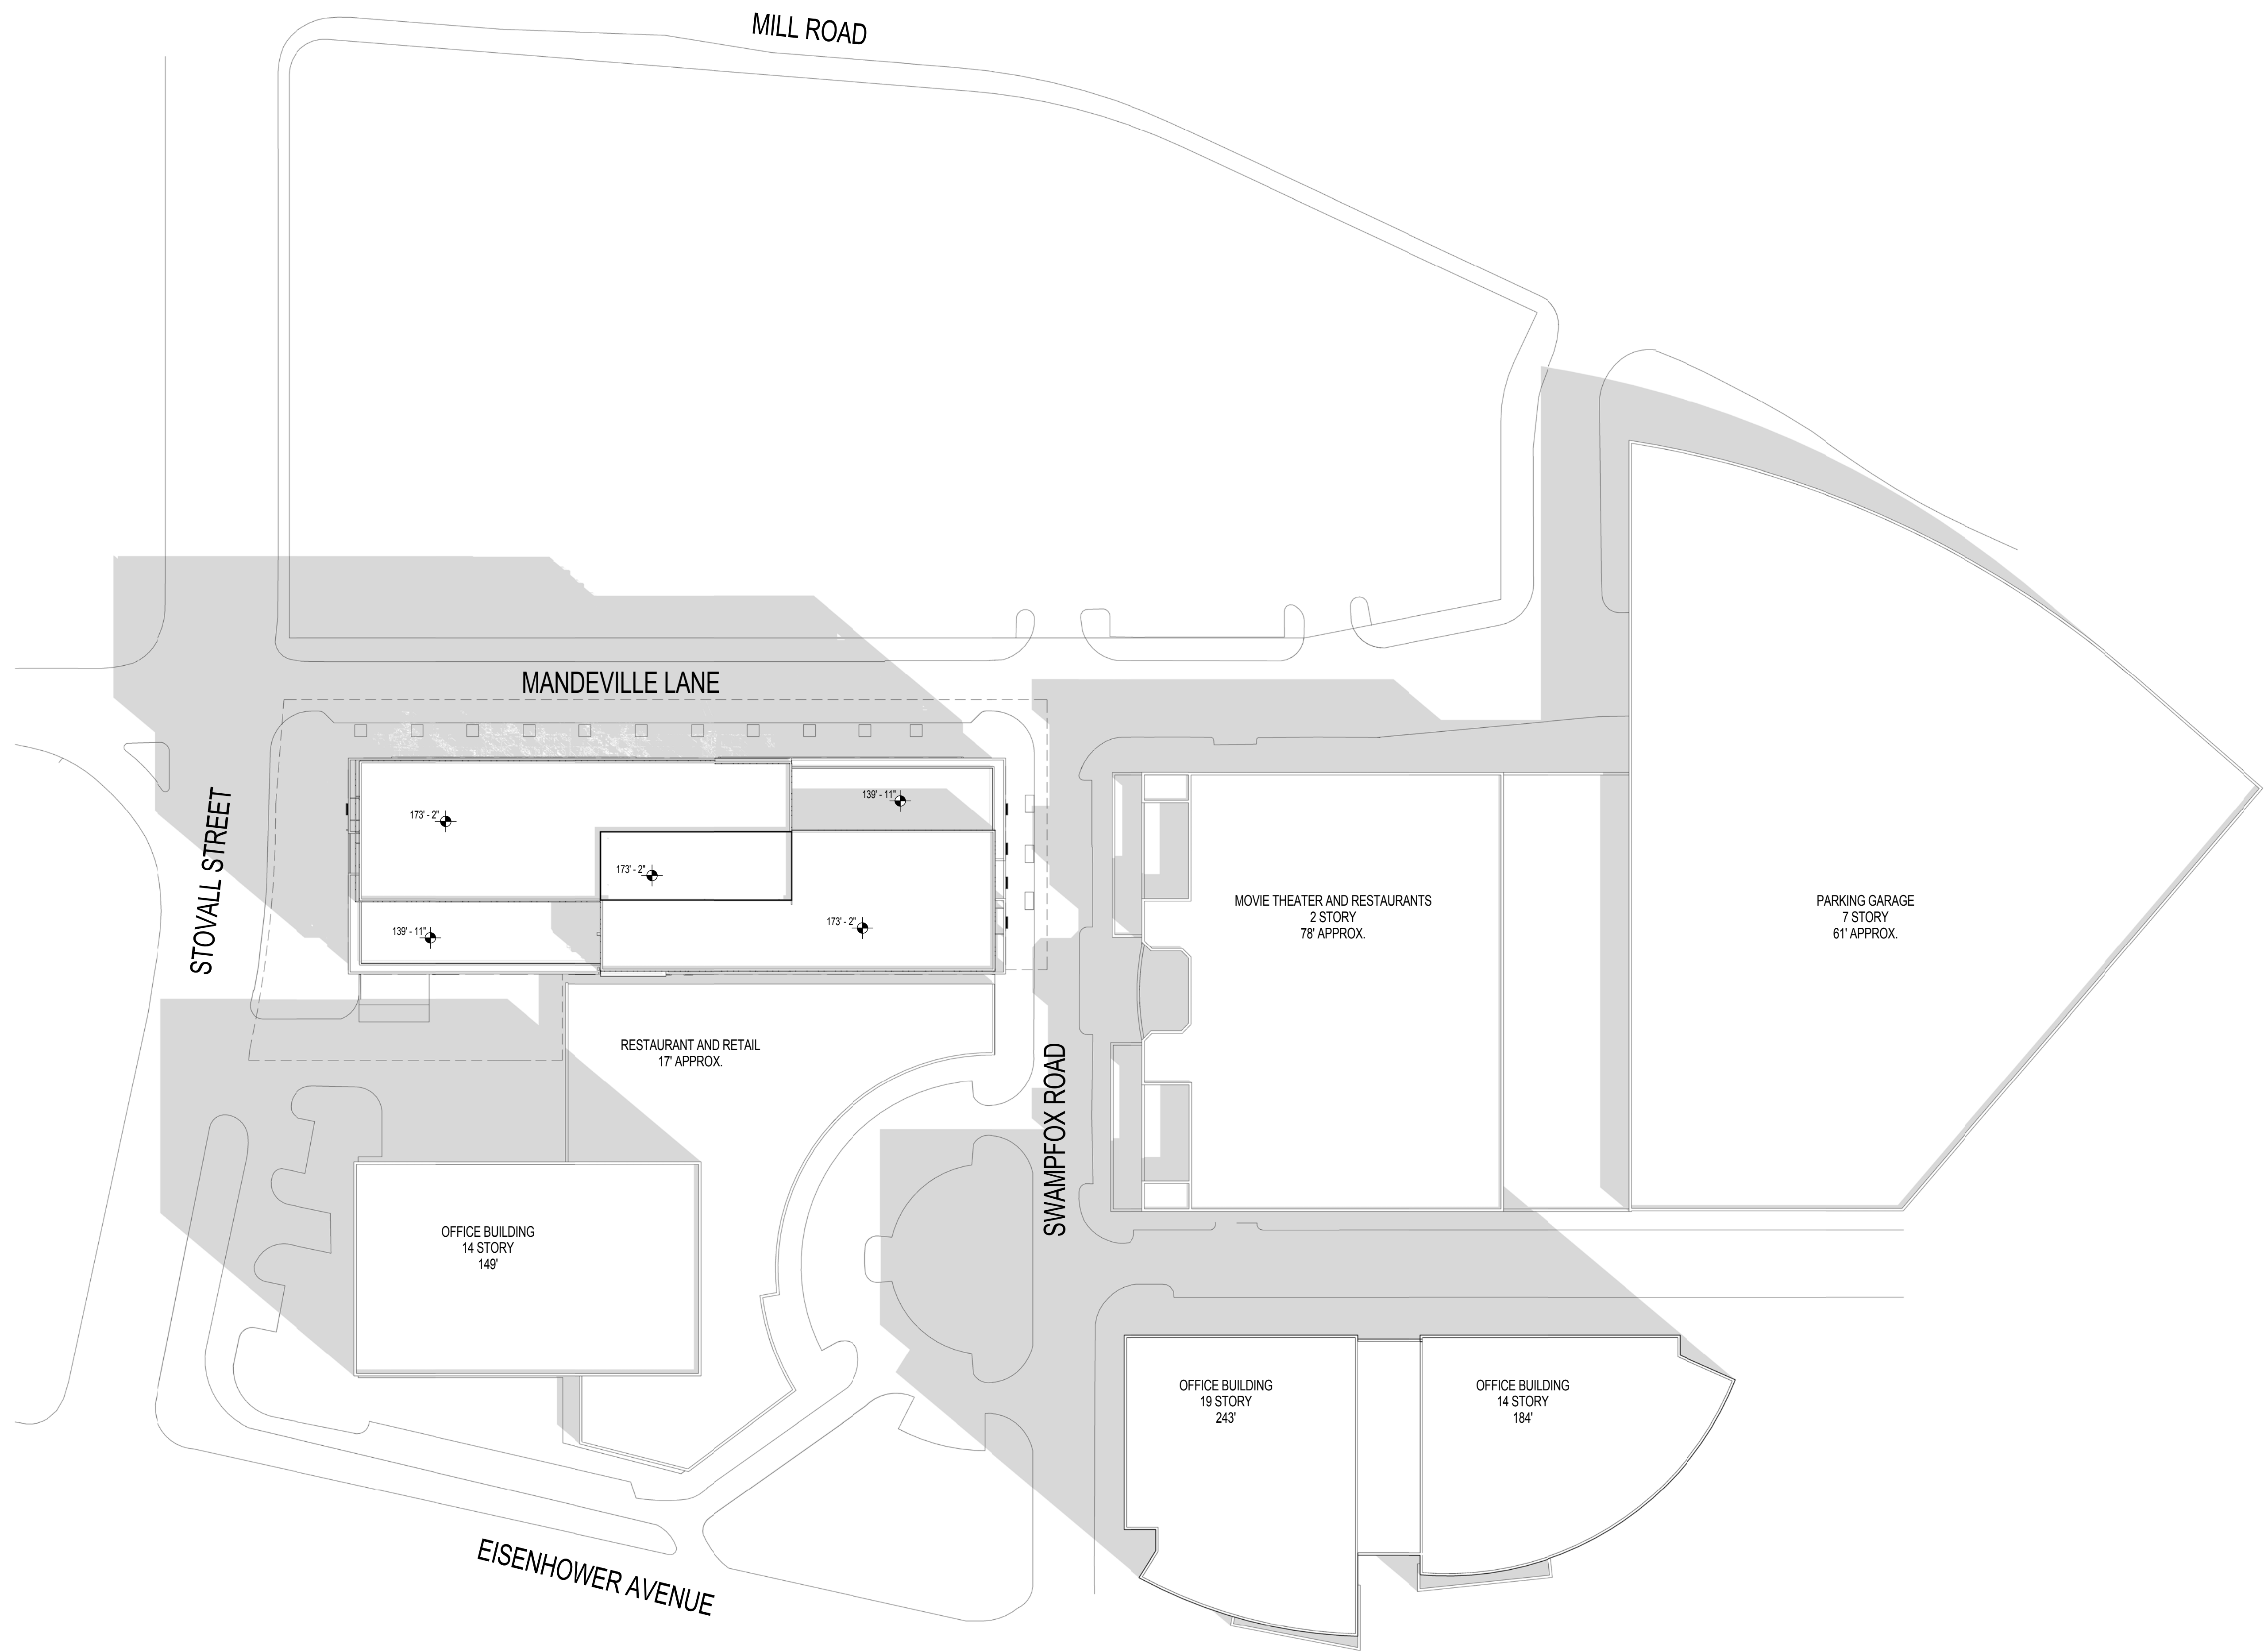 MILL ROAD
MANDEVILLE LANE
STOVALL STREET
173' - 2"
139' - 11"
173' - 2"
139' - 11"
173' - 2"
MOVIE THEATER AND RESTAURANTS
2 STORY
78' APPROX.
PARKING GARAGE
7 STORY
61' APPROX.
RESTAURANT AND RETAIL
17' APPROX.
SWAMPFOX ROAD
OFFICE BUILDING
14 STORY
149'
OFFICE BUILDING
19 STORY
243'
OFFICE BUILDING
14 STORY
184'
EISENHOWER AVENUE